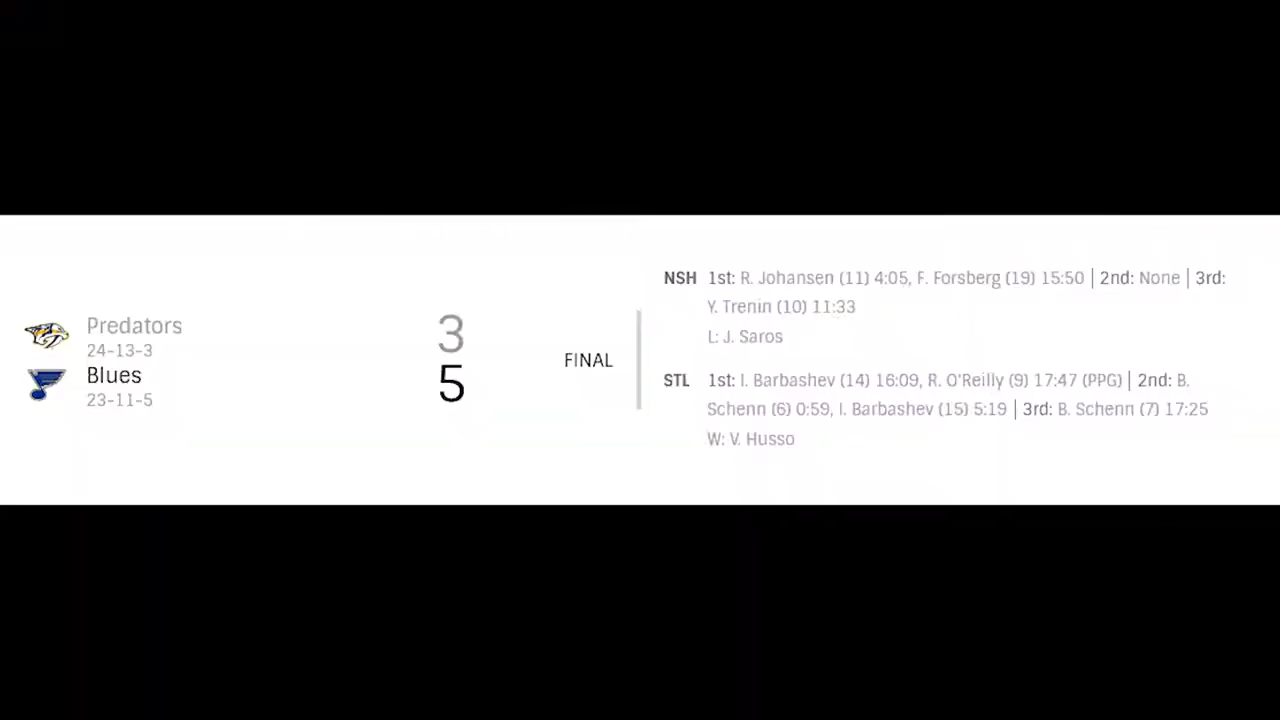 Predators
24-13-3
3
Blues
23-11-5
5
FINAL
NSH 1st: R. Johansen (11) 4:05, F. Forsberg (19) 15:50 | 2nd: None | 3rd:
Y. Trenin (10) 11:33
L: J. Saros
STL 1st: I. Barbashev (14) 16:09, R. O'Reilly (9) 17:47 (PPG) | 2nd: B.
Schenn (6) 0:59, I. Barbashev (15) 5:19 | 3rd: B. Schenn (7) 17:25
W: V. Husso